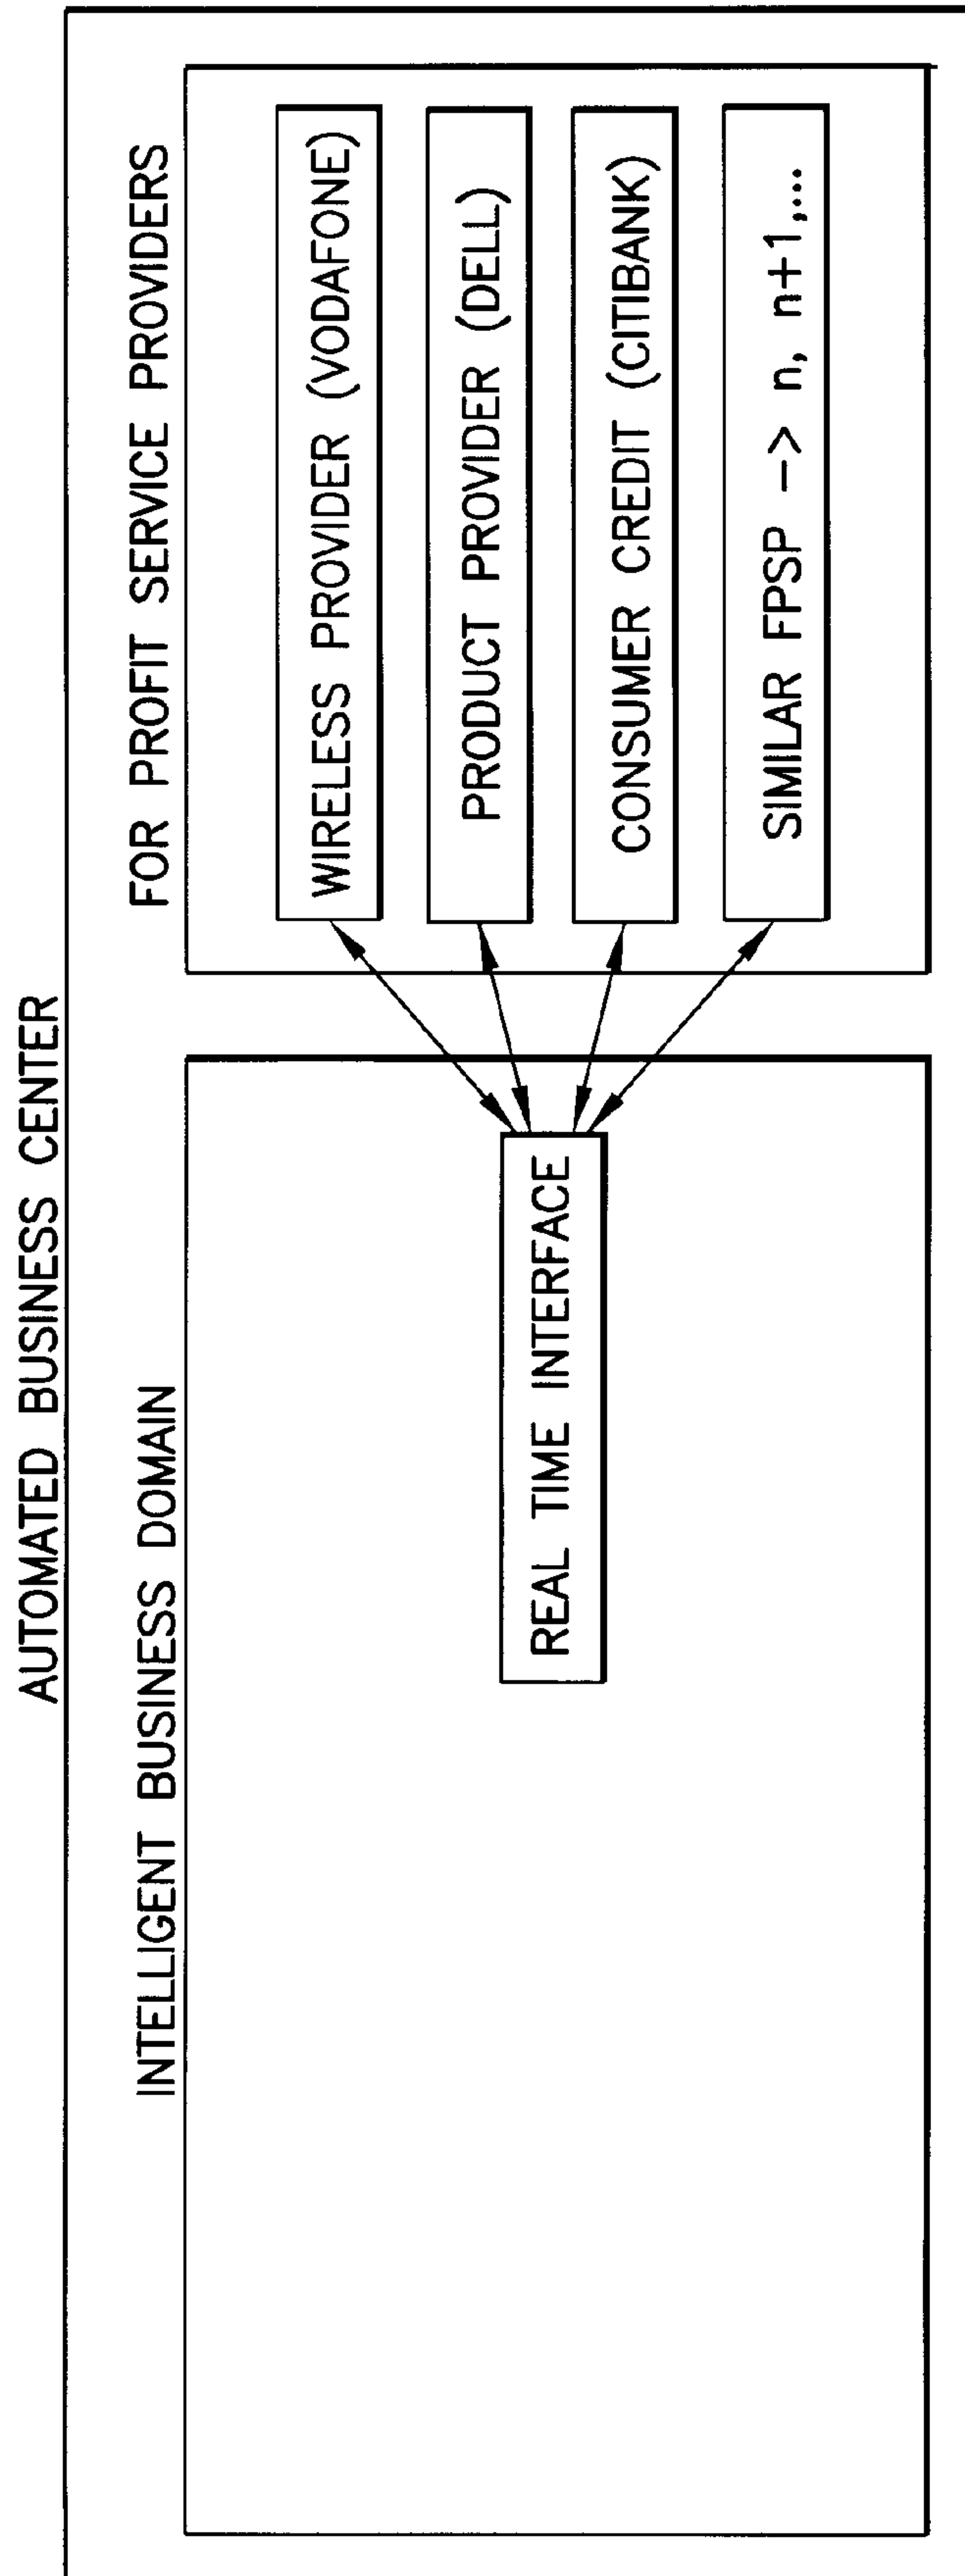 AUTOMATED BUSINESS CENTER
INTELLIGENT BUSINESS DOMAIN
REAL TIME INTERFACE
FOR PROFIT SERVICE PROVIDERS
WIRELESS PROVIDER (VODAFONE)
PRODUCT PROVIDER (DELL)
CONSUMER CREDIT (CITIBANK)
SIMILAR FPSP -> n, n+1,...